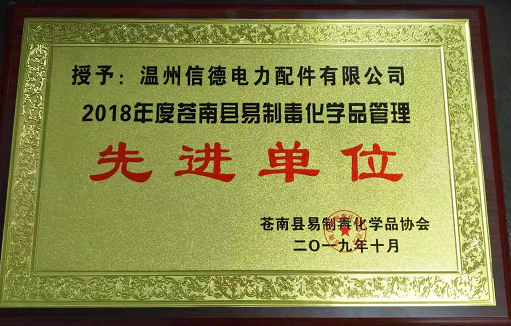 授予：温州信德电力配件有限公司
2018年度苍南县易制毒化学品管理
先进单位
苍南县易制毒化学品协会
二〇一九年十月